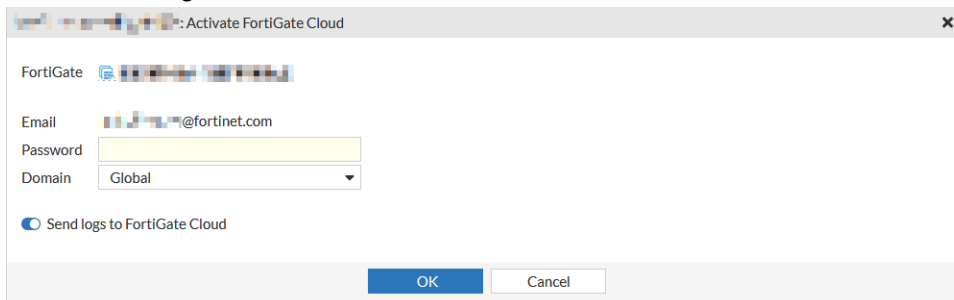 : Activate FortiGate Cloud
FortiGate
Email @fortinet.com
Password
Domain Global
Send logs to FortiGate Cloud
OK Cancel